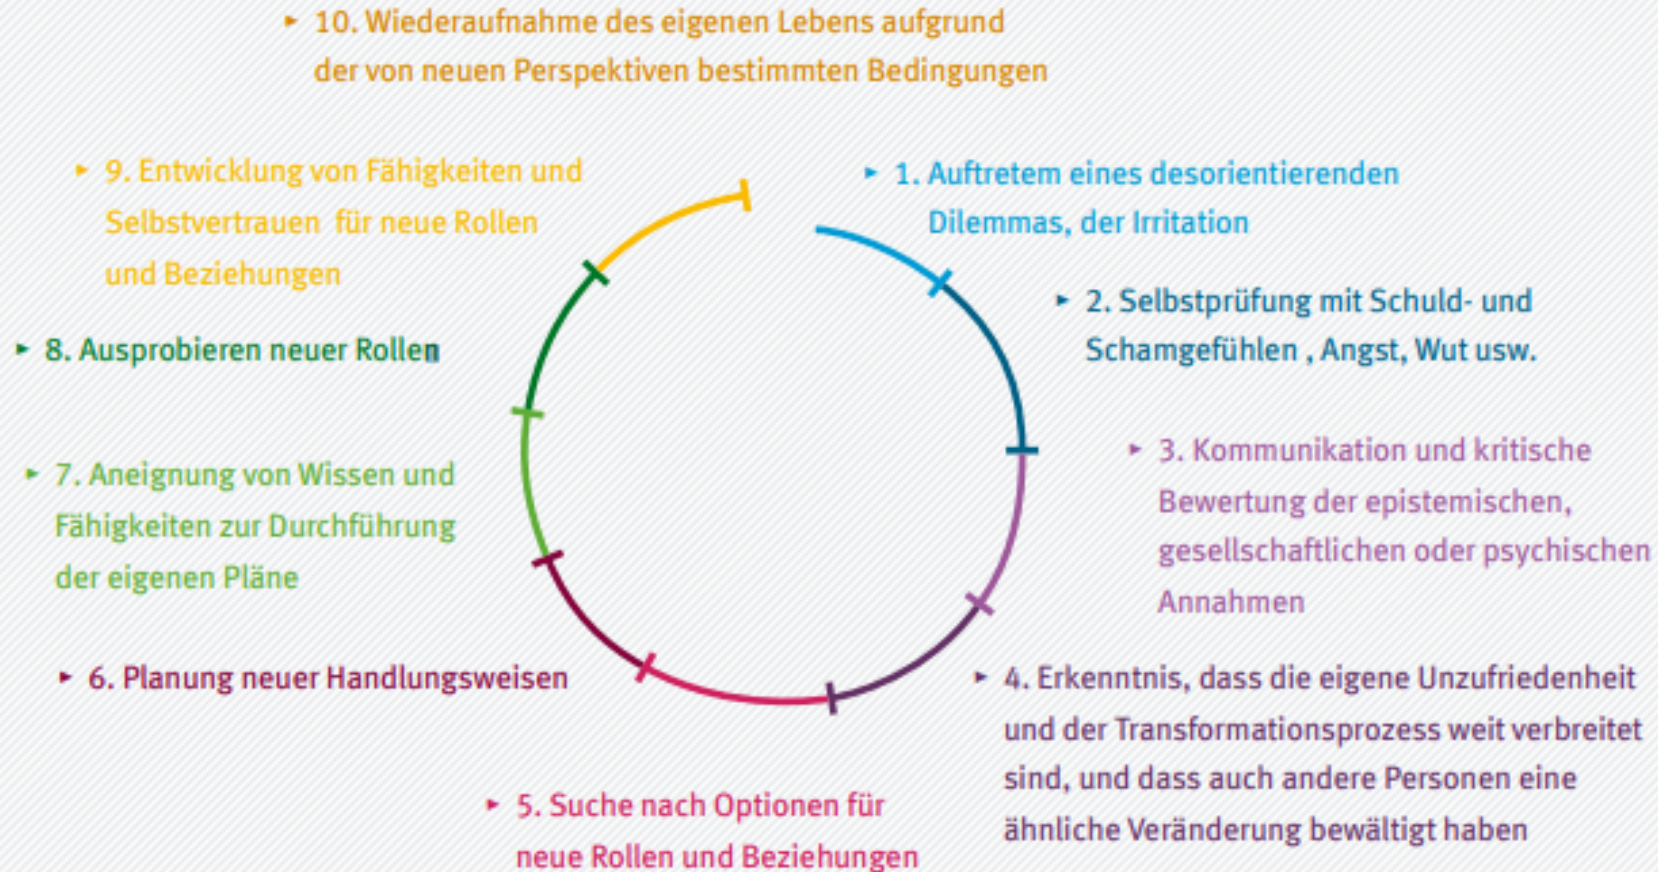 ► 10. Wiederaufnahme des eigenen Lebens aufgrund
der von neuen Perspektiven bestimmten Bedingungen
► 1. Auftretem eines desorientierenden
Dilemmas, der Irritation
► 2. Selbstprüfung mit Schuld- und
Schamgefühlen , Angst, Wut usw.
► 3. Kommunikation und kritische
Bewertung der epistemischen,
gesellschaftlichen oder psychischen
Annahmen
► 4. Erkenntnis, dass die eigene Unzufriedenheit
und der Transformationsprozess weit verbreitet
sind, und dass auch andere Personen eine
ähnliche Veränderung bewältigt haben
► 5. Suche nach Optionen für
neue Rollen und Beziehungen
► 6. Planung neuer Handlungsweisen
► 7. Aneignung von Wissen und
Fähigkeiten zur Durchführung
der eigenen Pläne
► 8. Ausprobieren neuer Rollen
► 9. Entwicklung von Fähigkeiten und
Selbstvertrauen für neue Rollen
und Beziehungen